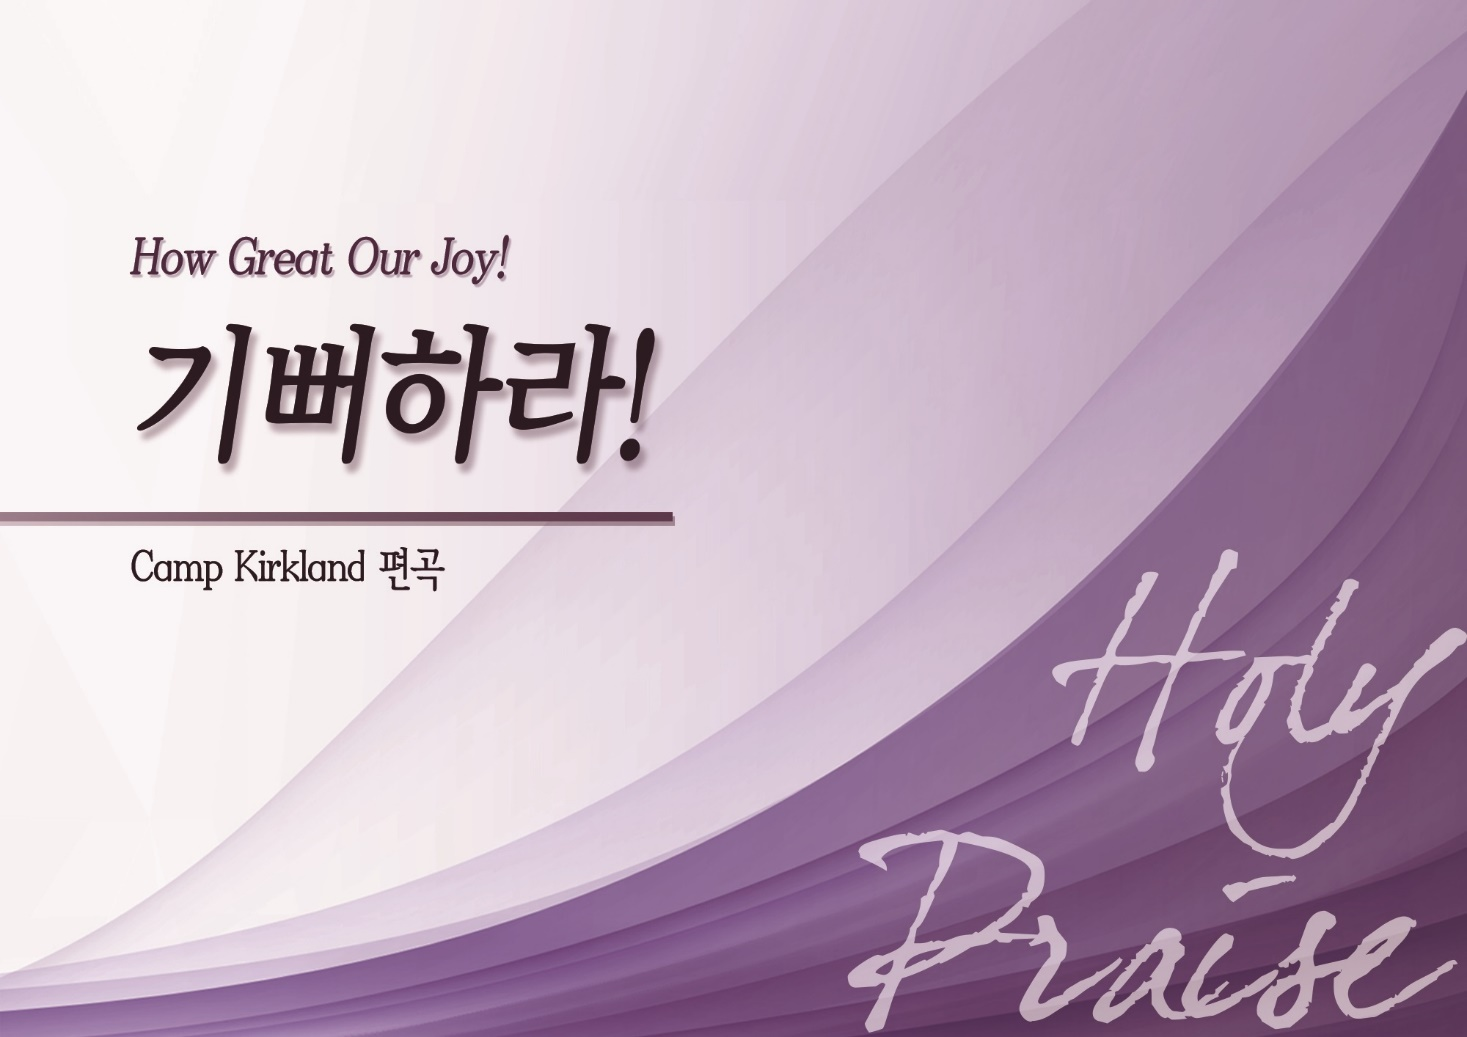 How Great Our Joy!
기뻐하라!
Camp Kirkland 편곡
Holy
Praise